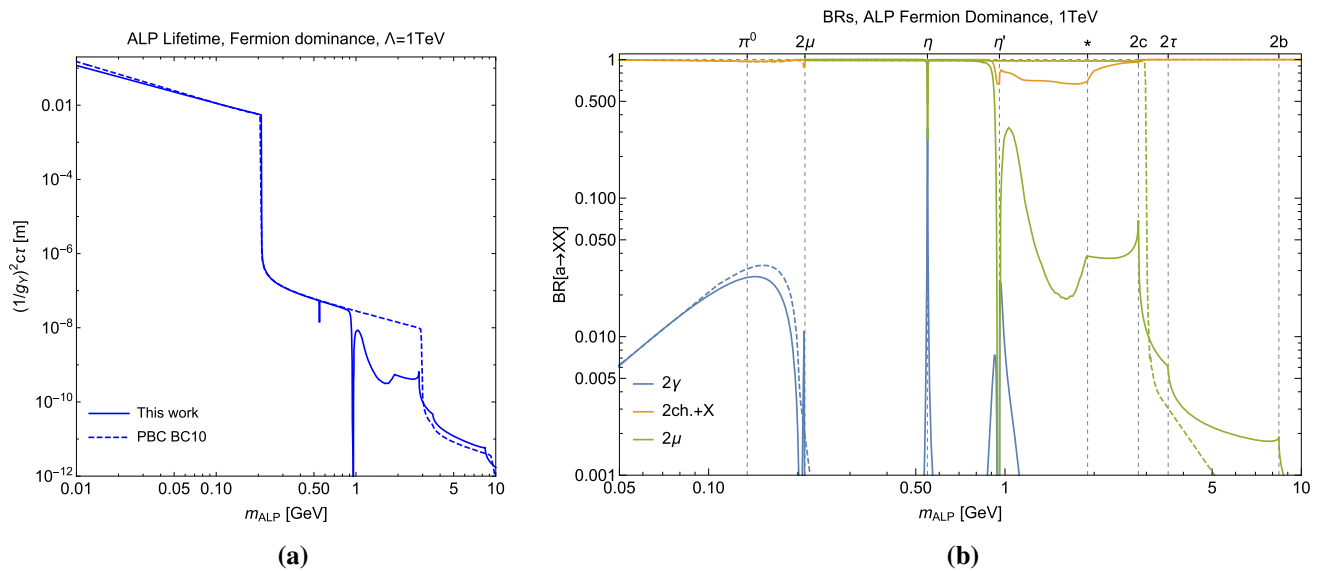 ALP Lifetime, Fermion dominance, Λ=1TeV
0.01
10⁻⁴
10⁻⁶
10⁻⁸
10⁻¹⁰
10⁻¹²
(1/g_Y)²cτ [m]
This work
PBC BC10
0.01 0.05 0.10 0.50 1 5 10
m_ALP [GeV]
(a)
BRs, ALP Fermion Dominance, 1TeV
π⁰ 2μ η η' * 2c 2τ 2b
1
0.500
0.100
0.050
0.010
0.005
0.001
BR[a→XX]
2γ
2ch.+X
2μ
0.05 0.10 0.50 1 5 10
m_ALP [GeV]
(b)